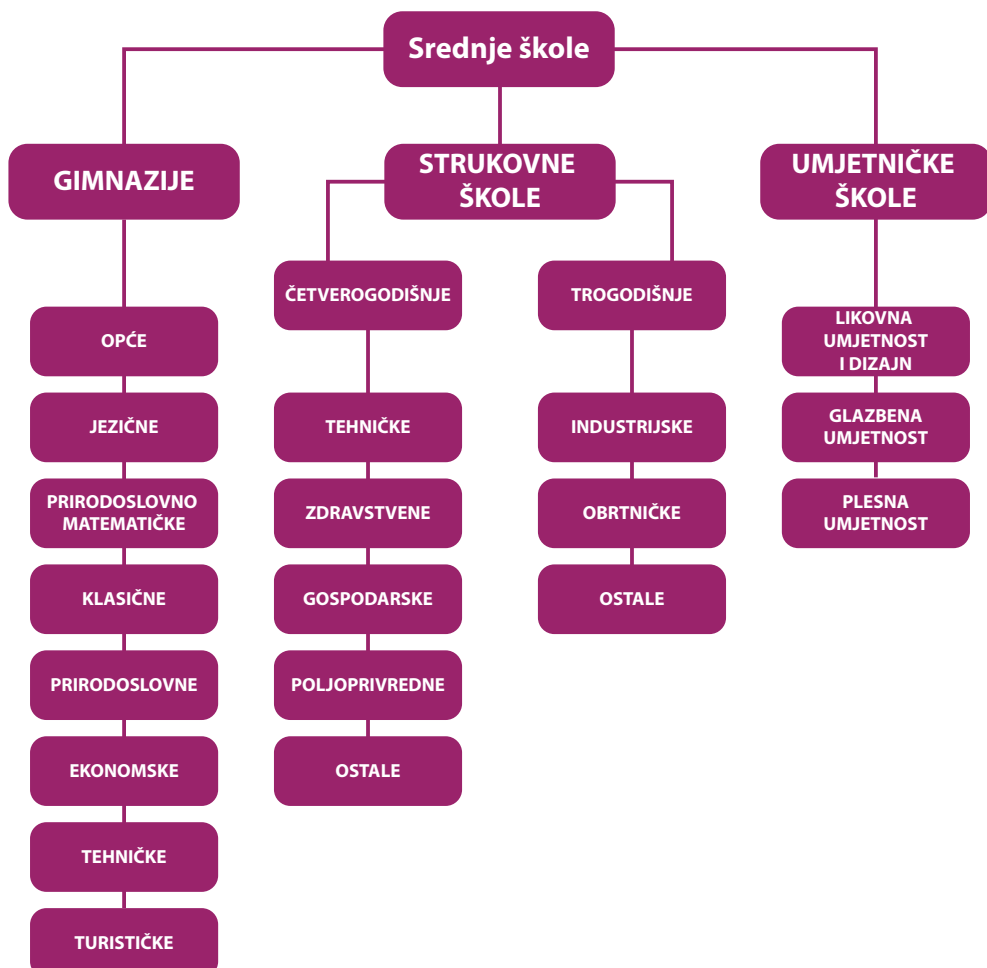 Srednje škole
GIMNAZIJE
OPĆE
JEZIČNE
PRIRODOSLOVNO
MATEMATIČKE
KLASIČNE
PRIRODOSLOVNE
EKONOMSKE
TEHNIČKE
TURISTIČKE
STRUKOVNE
ŠKOLE
ČETVEROGODIŠNJE
TEHNIČKE
ZDRAVSTVENE
GOSPODARSKE
POLJOPRIVREDNE
OSTALE
TROGODIŠNJE
INDUSTRIJSKE
OBRTNIČKE
OSTALE
UMJETNIČKE
ŠKOLE
LIKOVNA
UMJETNOST
I DIZAJN
GLAZBENA
UMJETNOST
PLESNA
UMJETNOST